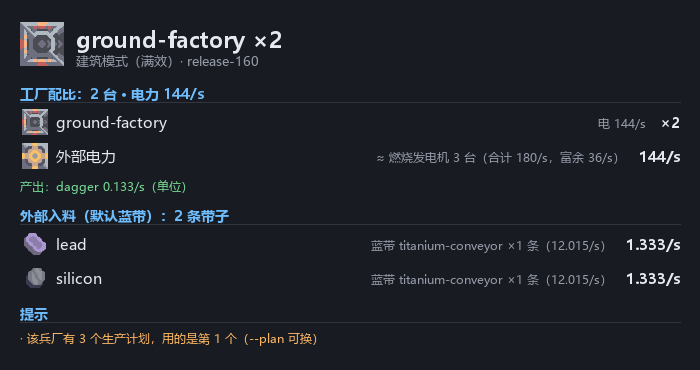 ground-factory ×2
建筑模式（满效）· release-160
工厂配比：2 台 • 电力 144/s
ground-factory 电 144/s ×2
外部电力 ≈ 燃烧发电机 3 台（合计 180/s，富余 36/s） 144/s
产出：dagger 0.133/s（单位）
外部入料（默认蓝带）：2 条带子
lead 蓝带 titanium-conveyor ×1 条（12.015/s） 1.333/s
silicon 蓝带 titanium-conveyor ×1 条（12.015/s） 1.333/s
提示
· 该兵厂有 3 个生产计划，用的是第 1 个（--plan 可换）